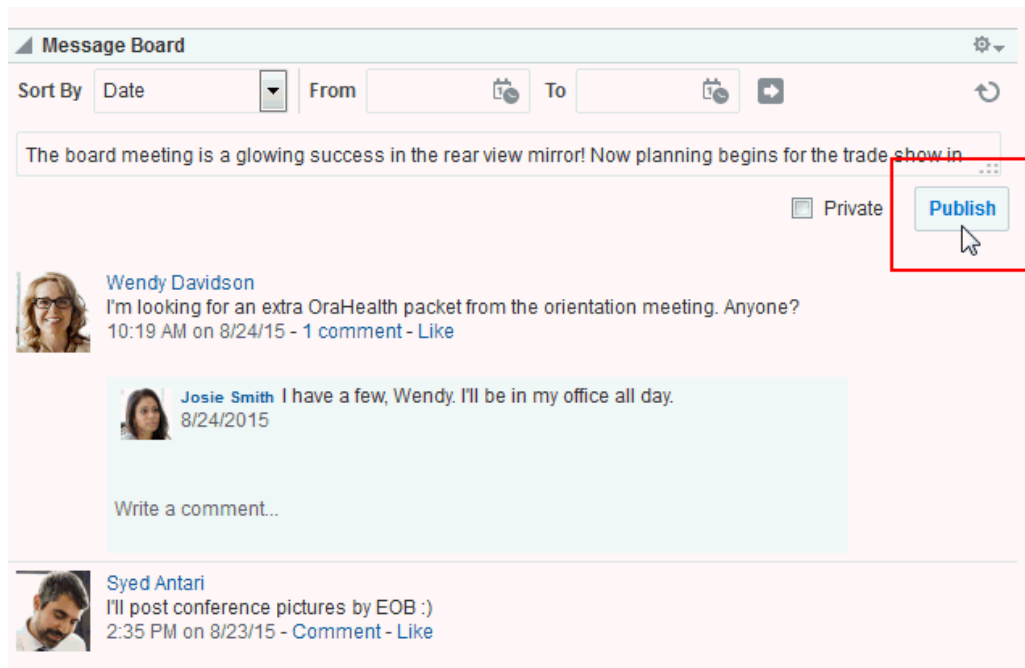 Message Board
Sort By Date From To
The board meeting is a glowing success in the rear view mirror! Now planning begins for the trade show in
Private Publish
Wendy Davidson
I'm looking for an extra OraHealth packet from the orientation meeting. Anyone?
10:19 AM on 8/24/15 - 1 comment - Like
Josie Smith I have a few, Wendy. I'll be in my office all day.
8/24/2015
Write a comment...
Syed Antari
I'll post conference pictures by EOB :)
2:35 PM on 8/23/15 - Comment - Like